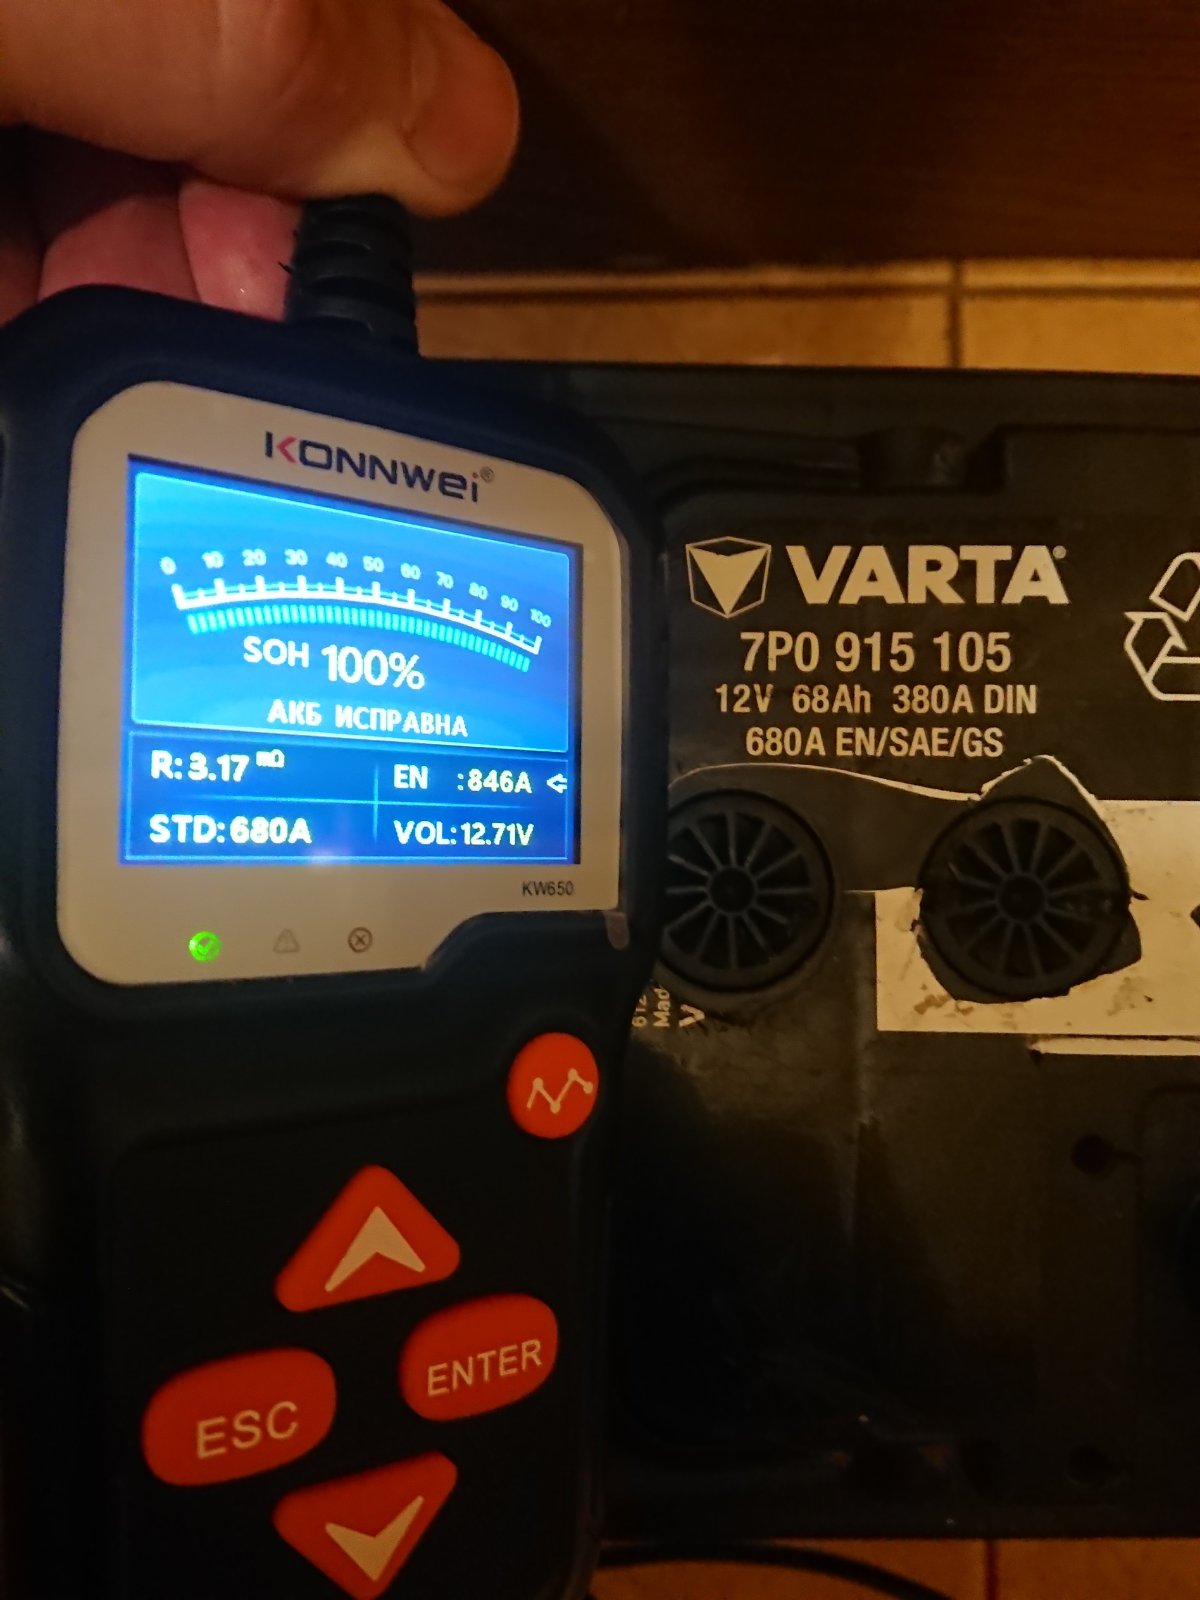 KONNWEI®
0 10 20 30 40 50 60 70 80 90 100
SOH 100%
АКБ ИСПРАВНА
R: 3.17 mΩ
EN :846A
STD: 680A
VOL: 12.71V
KW650
ESC
ENTER
VARTA®
7P0 915 105
12V 68Ah 380A DIN
680A EN/SAE/GS
612
Mad
V